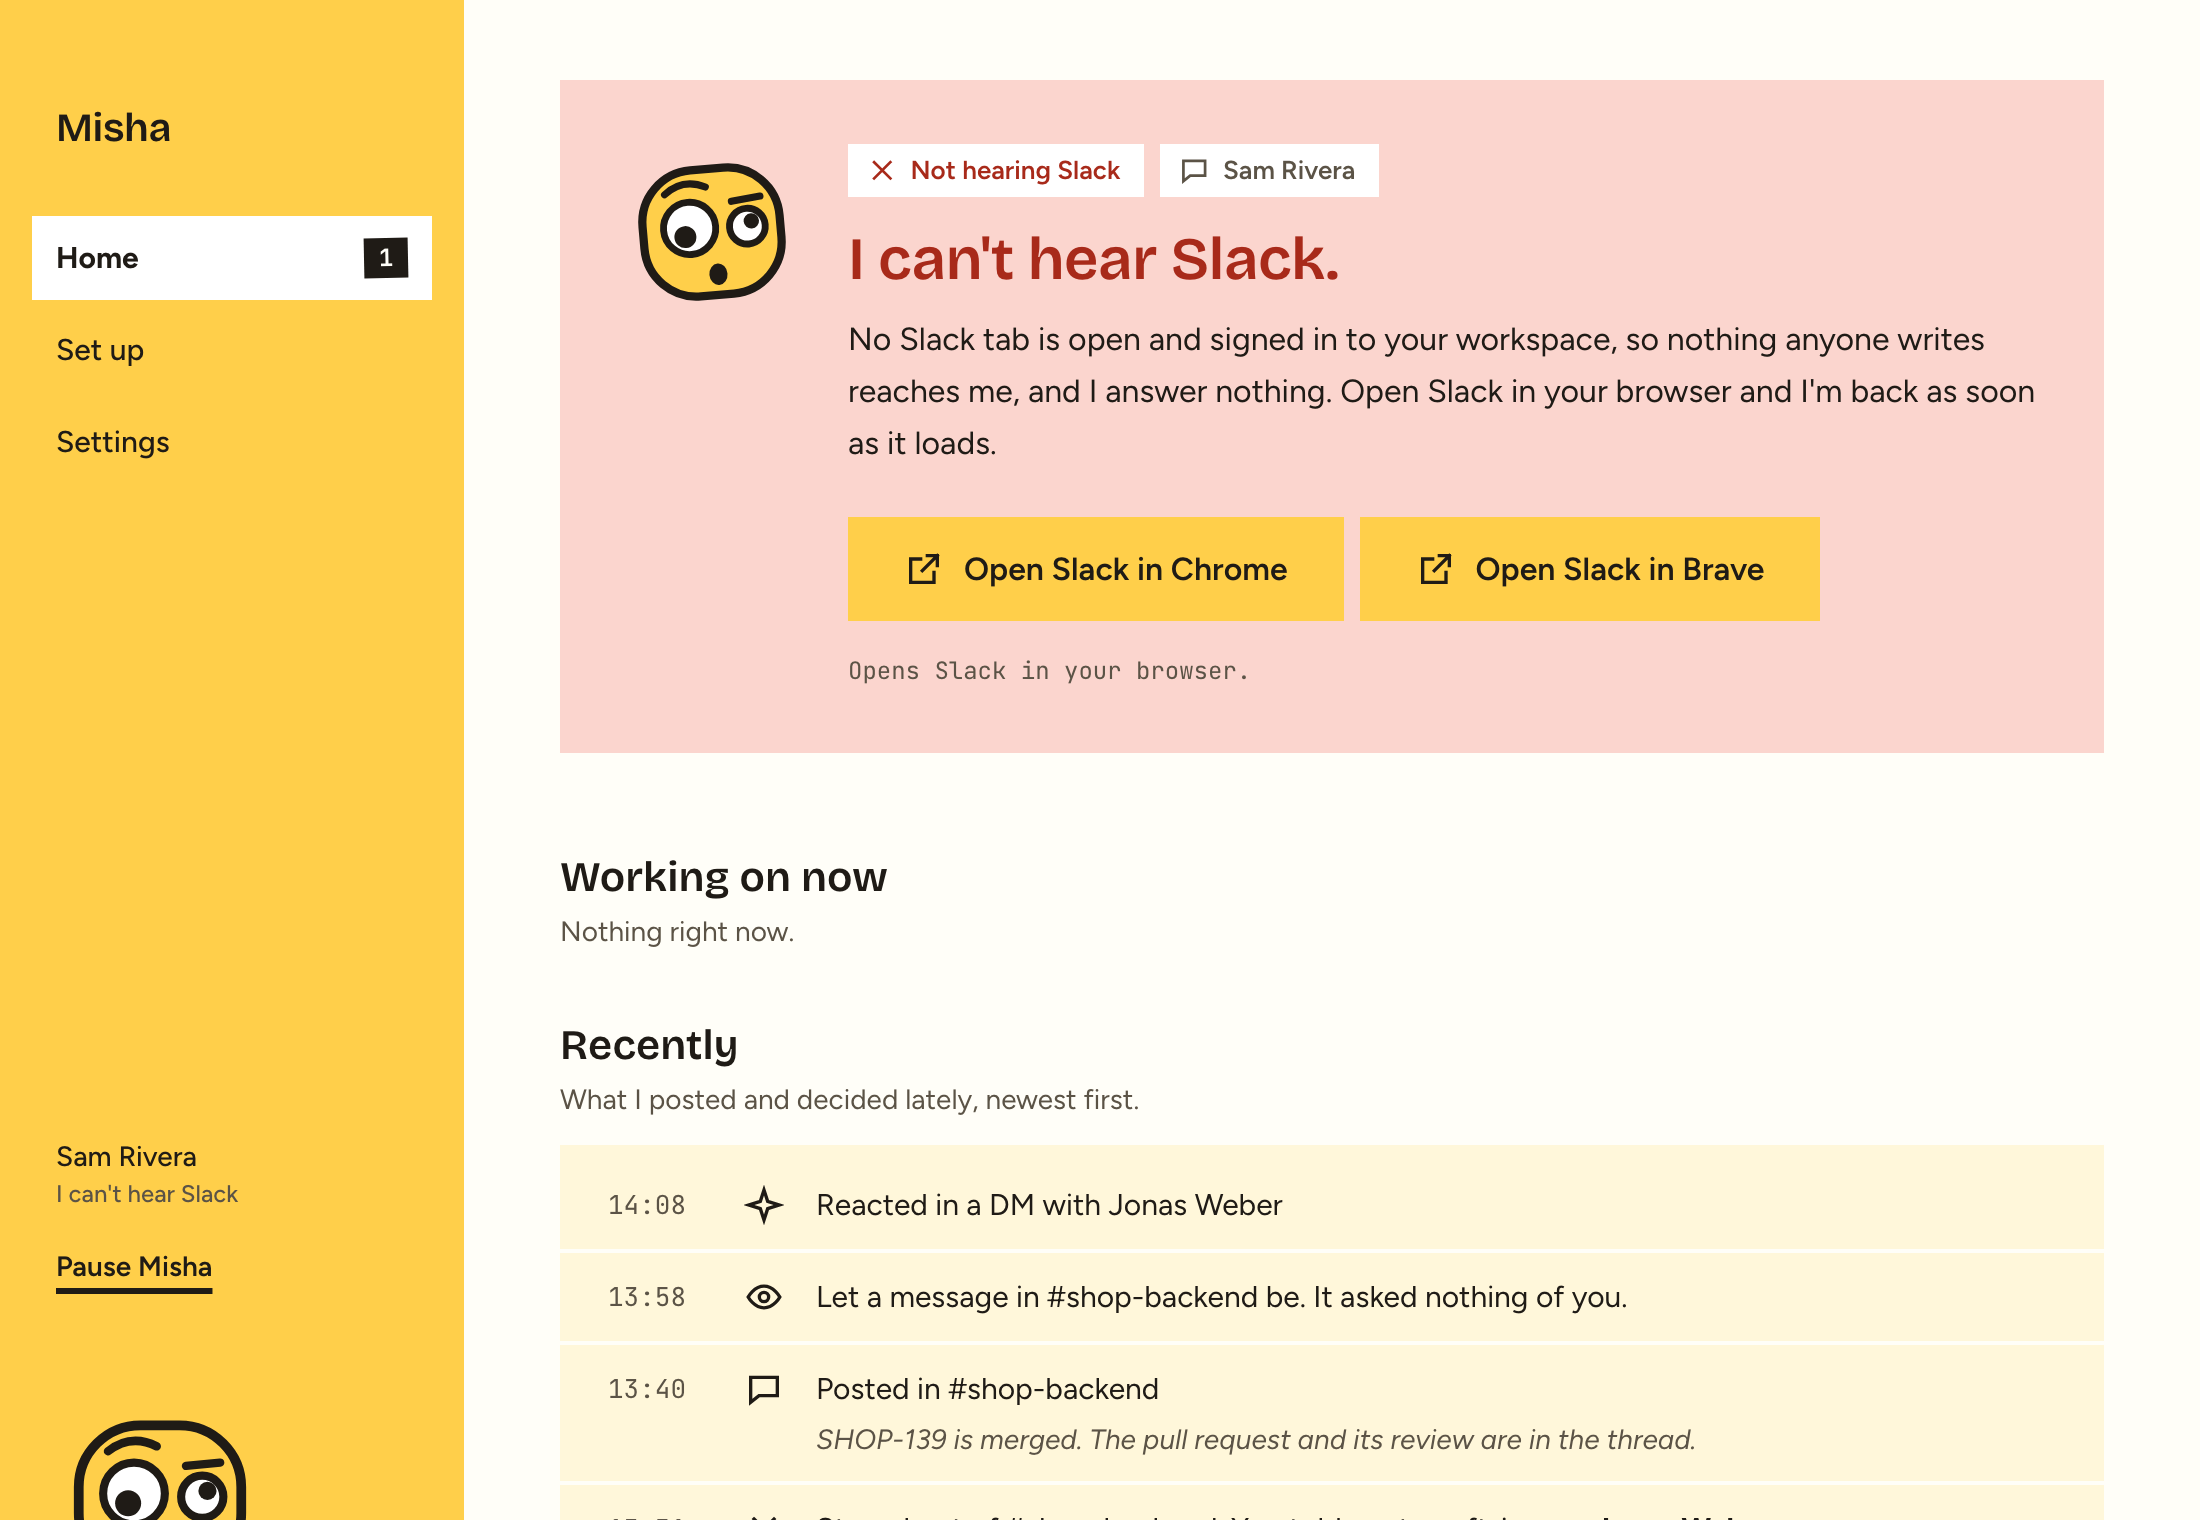 Misha
Home
1
Set up
Settings
Sam Rivera
I can't hear Slack
Pause Misha
Not hearing Slack
Sam Rivera
I can't hear Slack.
No Slack tab is open and signed in to your workspace, so nothing anyone writes
reaches me, and I answer nothing. Open Slack in your browser and I'm back as soon
as it loads.
Open Slack in Chrome
Open Slack in Brave
Opens Slack in your browser.
Working on now
Nothing right now.
Recently
What I posted and decided lately, newest first.
14:08 Reacted in a DM with Jonas Weber
13:58 Let a message in #shop-backend be. It asked nothing of you.
13:40 Posted in #shop-backend
SHOP-139 is merged. The pull request and its review are in the thread.